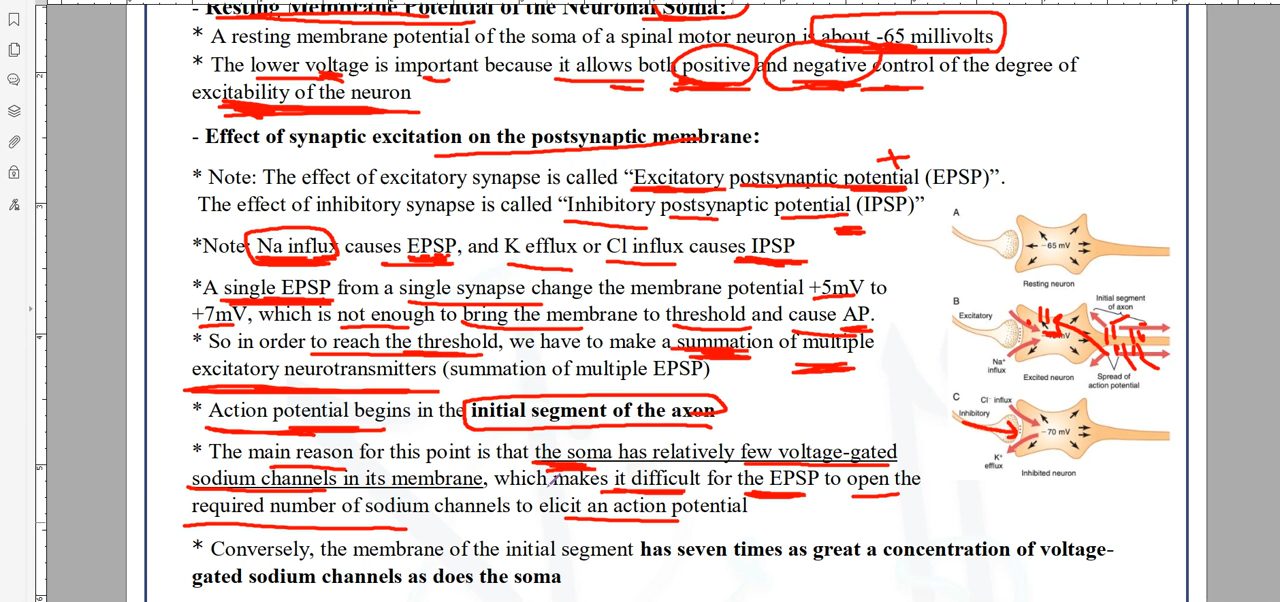 - Resting Membrane Potential of the Neuronal Soma:
* A resting membrane potential of the soma of a spinal motor neuron is about -65 millivolts
* The lower voltage is important because it allows both positive and negative control of the degree of
excitability of the neuron
- Effect of synaptic excitation on the postsynaptic membrane:
* Note: The effect of excitatory synapse is called “Excitatory postsynaptic potential (EPSP)”.
The effect of inhibitory synapse is called “Inhibitory postsynaptic potential (IPSP)”
*Note: Na influx causes EPSP, and K efflux or Cl influx causes IPSP
*A single EPSP from a single synapse change the membrane potential +5mV to
+7mV, which is not enough to bring the membrane to threshold and cause AP.
* So in order to reach the threshold, we have to make a summation of multiple
excitatory neurotransmitters (summation of multiple EPSP)
* Action potential begins in the initial segment of the axon
* The main reason for this point is that the soma has relatively few voltage-gated
sodium channels in its membrane, which makes it difficult for the EPSP to open the
required number of sodium channels to elicit an action potential
* Conversely, the membrane of the initial segment has seven times as great a concentration of voltage-
gated sodium channels as does the soma
A
-65 mV
Resting neuron
B
Initial segment
of axon
Excitatory
mV
Na+
influx
Excited neuron
Spread of
action potential
C
Cl- influx
Inhibitory
-70 mV
K+
efflux
Inhibited neuron
2
3
4
5
6